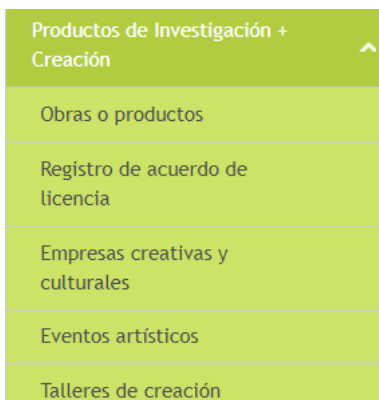 Productos de Investigación +
Creación
Obras o productos
Registro de acuerdo de
licencia
Empresas creativas y
culturales
Eventos artísticos
Talleres de creación